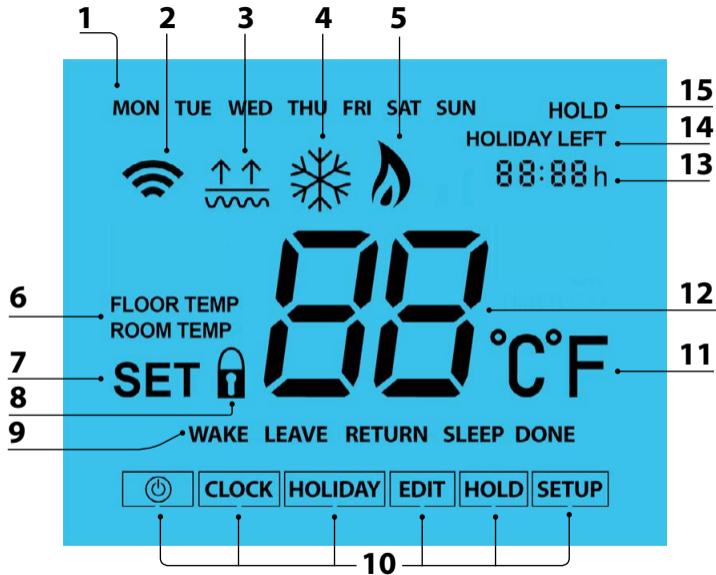 1 2 3 4 5
MON TUE WED THU FRI SAT SUN
HOLD 15
HOLIDAY LEFT 14
88:88h 13
6 FLOOR TEMP
ROOM TEMP
88 12
°C°F 11
7 SET
8
9 WAKE LEAVE RETURN SLEEP DONE
CLOCK HOLIDAY EDIT HOLD SETUP
10